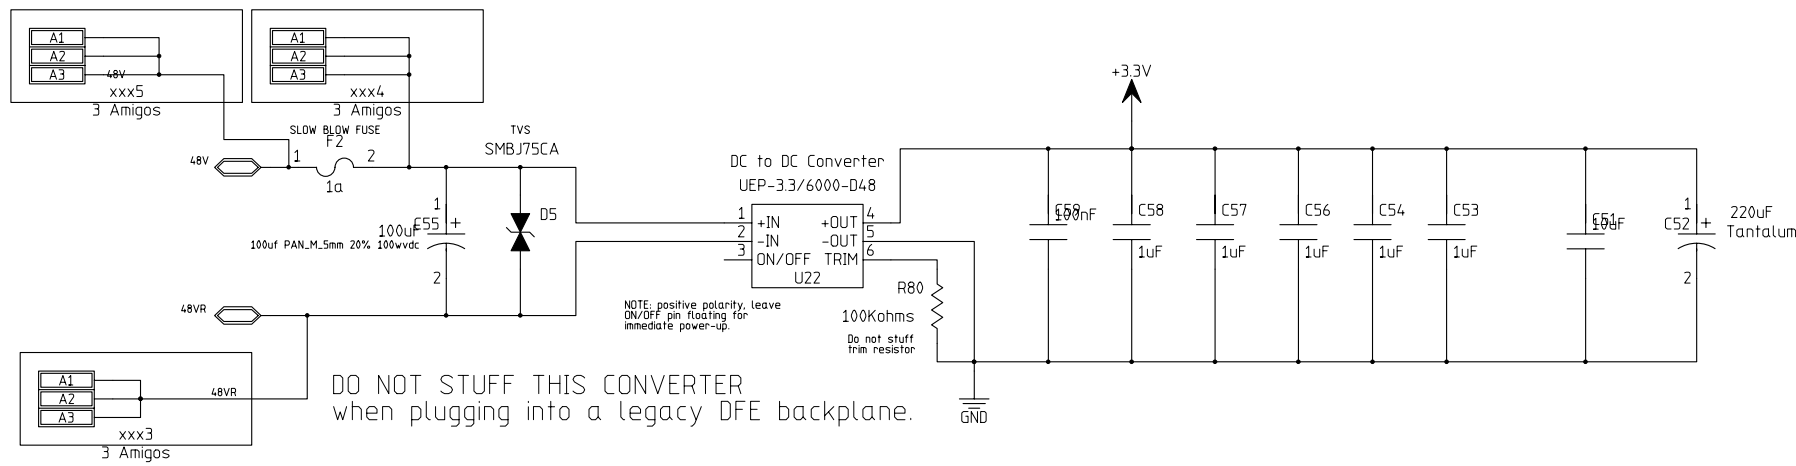 A1
A2
A3
48V
xxx5
3 Amigos
A1
A2
A3
xxx4
3 Amigos
SLOW BLOW FUSE
F2
1
2
1a
48V
TVS
SMBJ75CA
D5
1
C55
+
100uF
100uf PAN_M_5mm 20% 100wvdc
2
48VR
A1
A2
A3
48VR
xxx3
3 Amigos
DC to DC Converter
UEP-3.3/6000-D48
1 +IN +OUT 4
2 -IN -OUT 5
3 ON/OFF TRIM 6
U22
NOTE: positive polarity, leave
ON/OFF pin floating for
immediate power-up.
R80
100Kohms
Do not stuff
trim resistor
DO NOT STUFF THIS CONVERTER
when plugging into a legacy DFE backplane.
GND
+3.3V
C59
100nF
C58
1uF
C57
1uF
C56
1uF
C54
1uF
C53
1uF
C51
10uF
1
C52
+
2
220uF
Tantalum